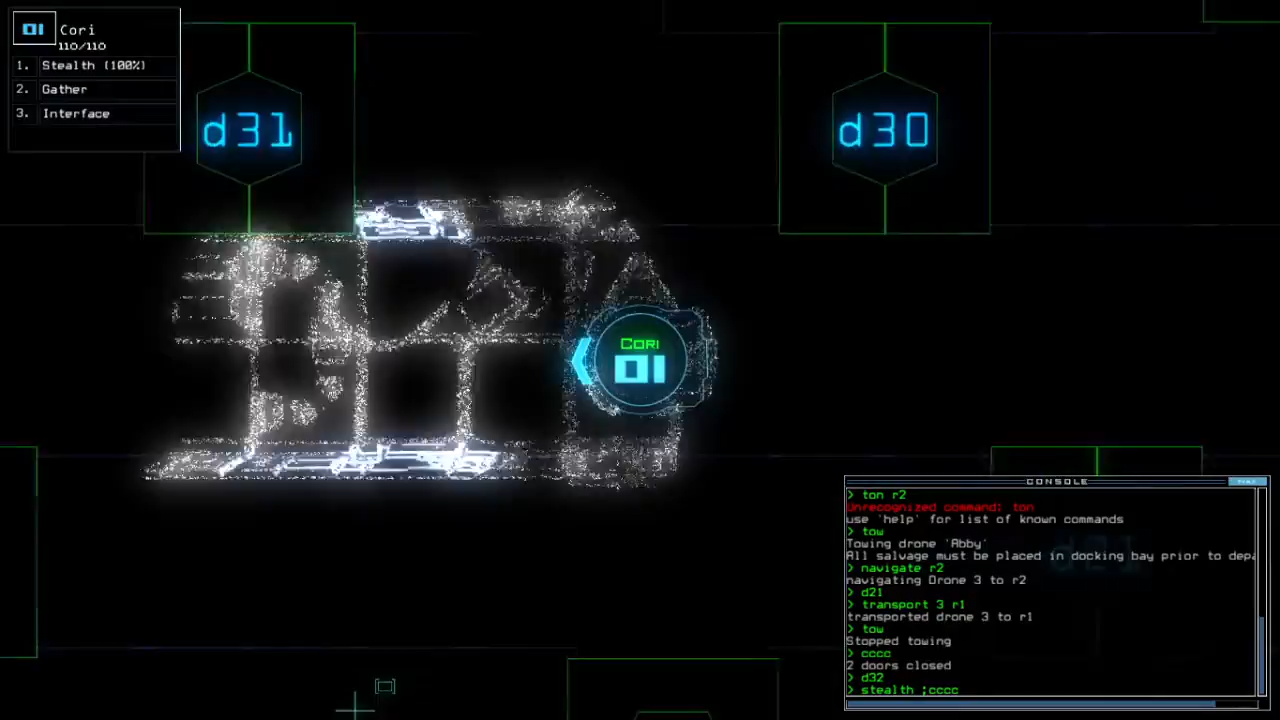 01 Cori
110/110
1. Stealth (100%)
2. Gather
3. Interface
d31
d30
Cori
01
CONSOLE
> ton r2
Unrecognized command: ton
use 'help' for list of known commands
> tow
Towing drone 'Abby'
All salvage must be placed in docking bay prior to depa
> navigate r2
navigating Drone 3 to r2
> d21
> transport 3 r1
transported drone 3 to r1
> tow
Stopped towing
> cccc
2 doors closed
> d32
> stealth ;cccc